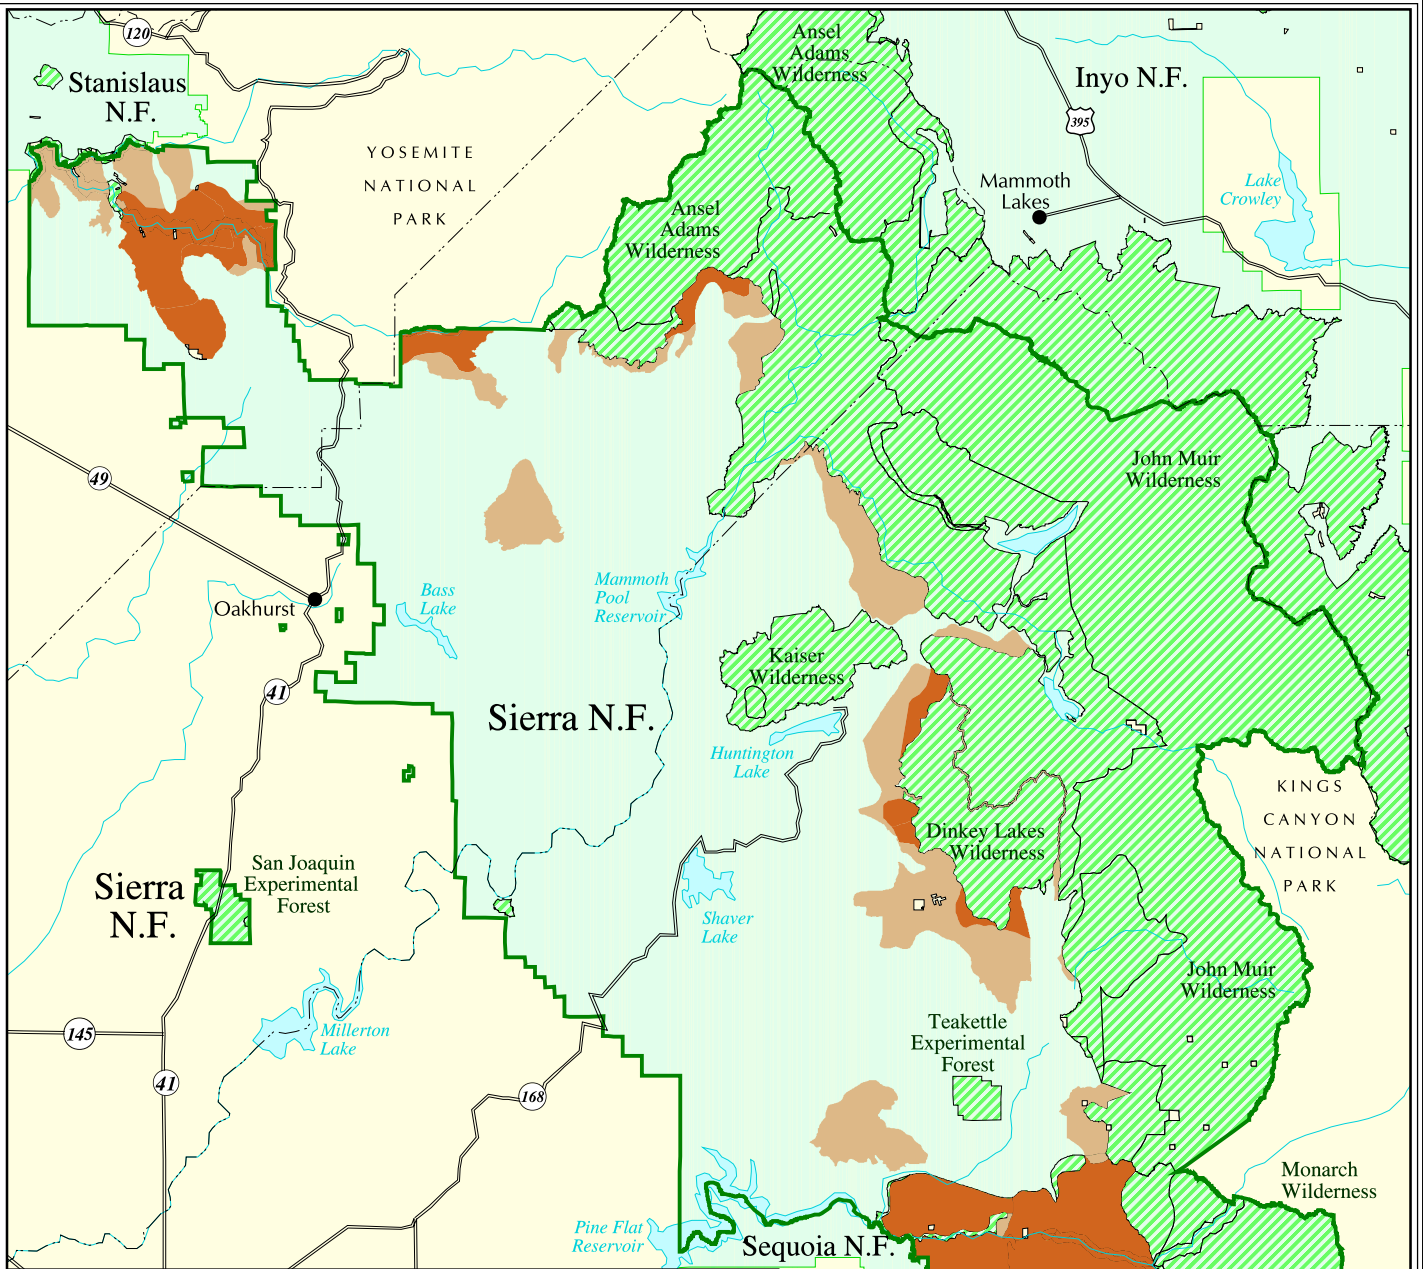 120
Stanislaus
N.F.
YOSEMITE
NATIONAL
PARK
Ansel
Adams
Wilderness
Inyo N.F.
395
Mammoth
Lakes
Lake
Crowley
Ansel
Adams
Wilderness
John Muir
Wilderness
49
Oakhurst
Bass
Lake
Mammoth
Pool
Reservoir
Kaiser
Wilderness
41
Sierra N.F.
Huntington
Lake
KINGS
CANYON
NATIONAL
PARK
Dinkey Lakes
Wilderness
San Joaquin
Experimental
Forest
Sierra
N.F.
Shaver
Lake
John Muir
Wilderness
Millerton
Lake
145
Teakettle
Experimental
Forest
41
168
Monarch
Wilderness
Pine Flat
Reservoir
Sequoia N.F.